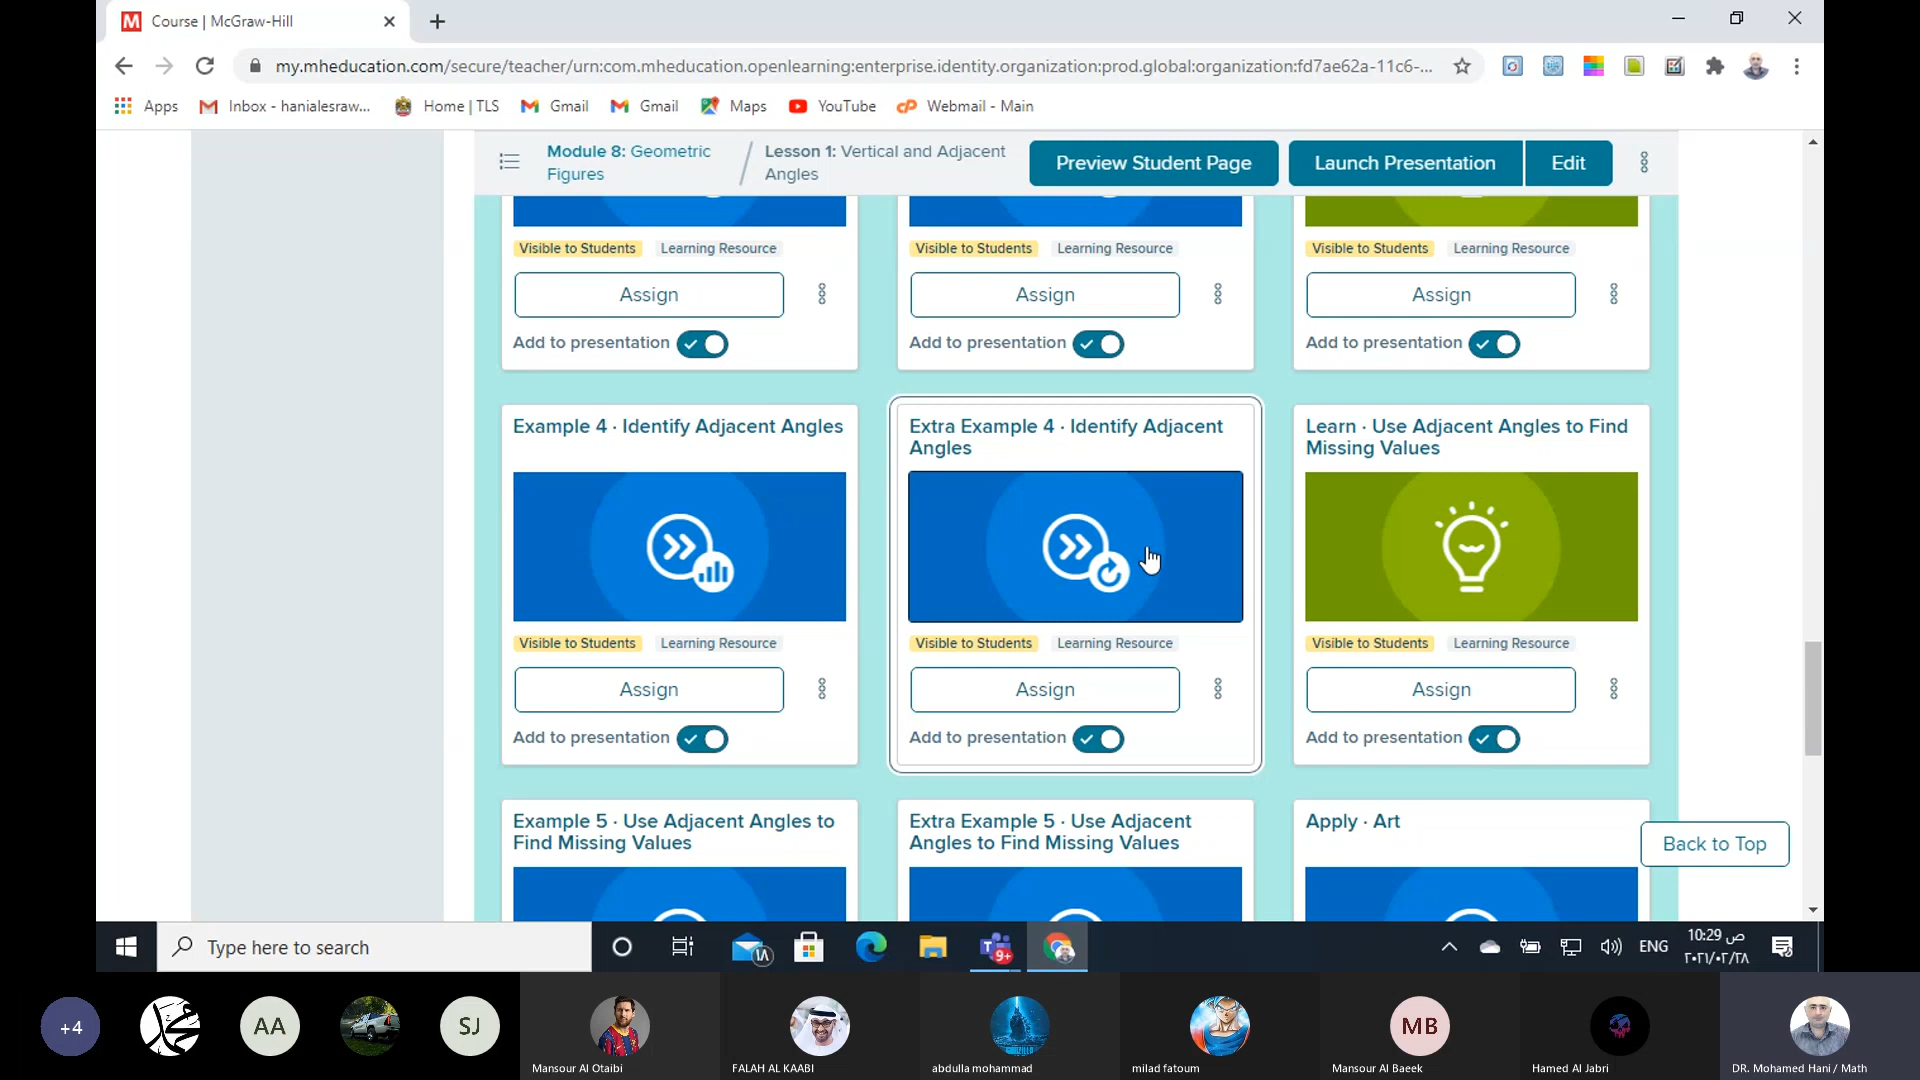 Course | McGraw-Hill
my.mheducation.com/secure/teacher/urn:com.mheducation.openlearning:enterprise.identity.organization:prod.global:organization:fd7ae62a-11c6-...
Apps
Inbox - hanialesraw...
Home | TLS
Gmail
Gmail
Maps
YouTube
Webmail - Main
Module 8: Geometric
Figures
Lesson 1: Vertical and Adjacent
Angles
Preview Student Page
Launch Presentation
Edit
Visible to Students Learning Resource
Visible to Students Learning Resource
Visible to Students Learning Resource
Assign
Assign
Assign
Add to presentation
Add to presentation
Add to presentation
Example 4 · Identify Adjacent Angles
Extra Example 4 · Identify Adjacent
Angles
Learn · Use Adjacent Angles to Find
Missing Values
Visible to Students Learning Resource
Visible to Students Learning Resource
Visible to Students Learning Resource
Assign
Assign
Assign
Add to presentation
Add to presentation
Add to presentation
Example 5 · Use Adjacent Angles to
Find Missing Values
Extra Example 5 · Use Adjacent
Angles to Find Missing Values
Apply · Art
Back to Top
Type here to search
١٨
9+
ENG
10:29 ص
٢٠٢١/٠٢/٢٨
+4
AA
SJ
MB
Mansour Al Otaibi
FALAH AL KAABI
abdulla mohammad
milad fatoum
Mansour Al Baeek
Hamed Al Jabri
DR. Mohamed Hani / Math